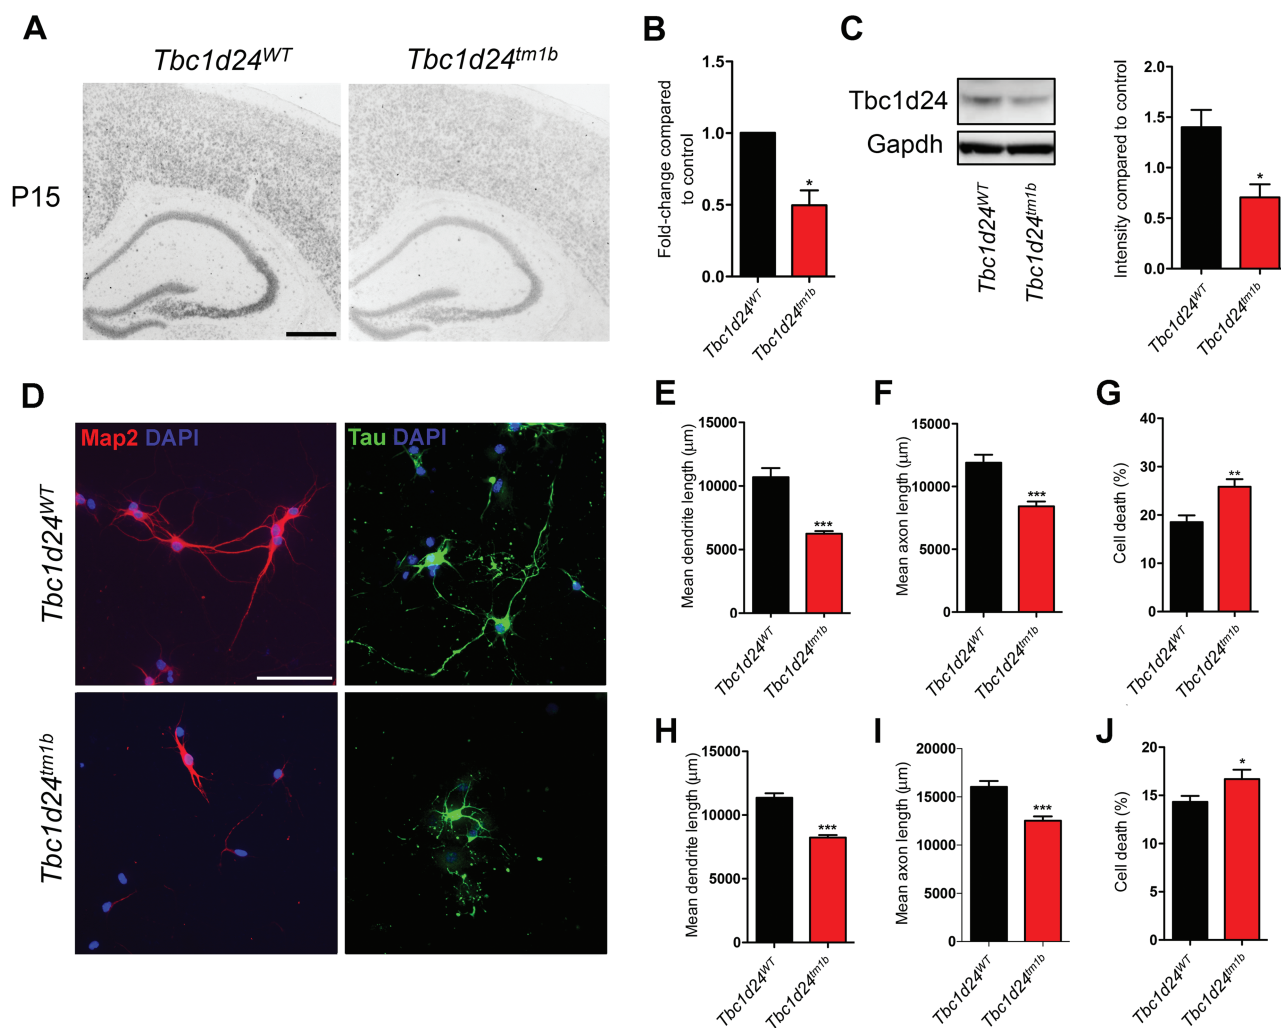 A
Tbc1d24WT
Tbc1d24tm1b
P15
B
Fold-change compared
to control
1.5
1.0
0.5
0.0
*
Tbc1d24WT
Tbc1d24tm1b
C
Tbc1d24
Gapdh
Tbc1d24WT
Tbc1d24tm1b
Intensity compared to control
2.0
1.5
1.0
0.5
0.0
*
Tbc1d24WT
Tbc1d24tm1b
D
Map2 DAPI
Tau DAPI
Tbc1d24WT
Tbc1d24tm1b
E
Mean dendrite length (µm)
15000
10000
5000
0
***
Tbc1d24WT
Tbc1d24tm1b
F
Mean axon length (µm)
15000
10000
5000
0
***
Tbc1d24WT
Tbc1d24tm1b
G
Cell death (%)
40
30
20
10
0
**
Tbc1d24WT
Tbc1d24tm1b
H
Mean dendrite length (µm)
15000
10000
5000
0
***
Tbc1d24WT
Tbc1d24tm1b
I
Mean axon length (µm)
20000
15000
10000
5000
0
***
Tbc1d24WT
Tbc1d24tm1b
J
Cell death (%)
20
15
10
5
0
*
Tbc1d24WT
Tbc1d24tm1b